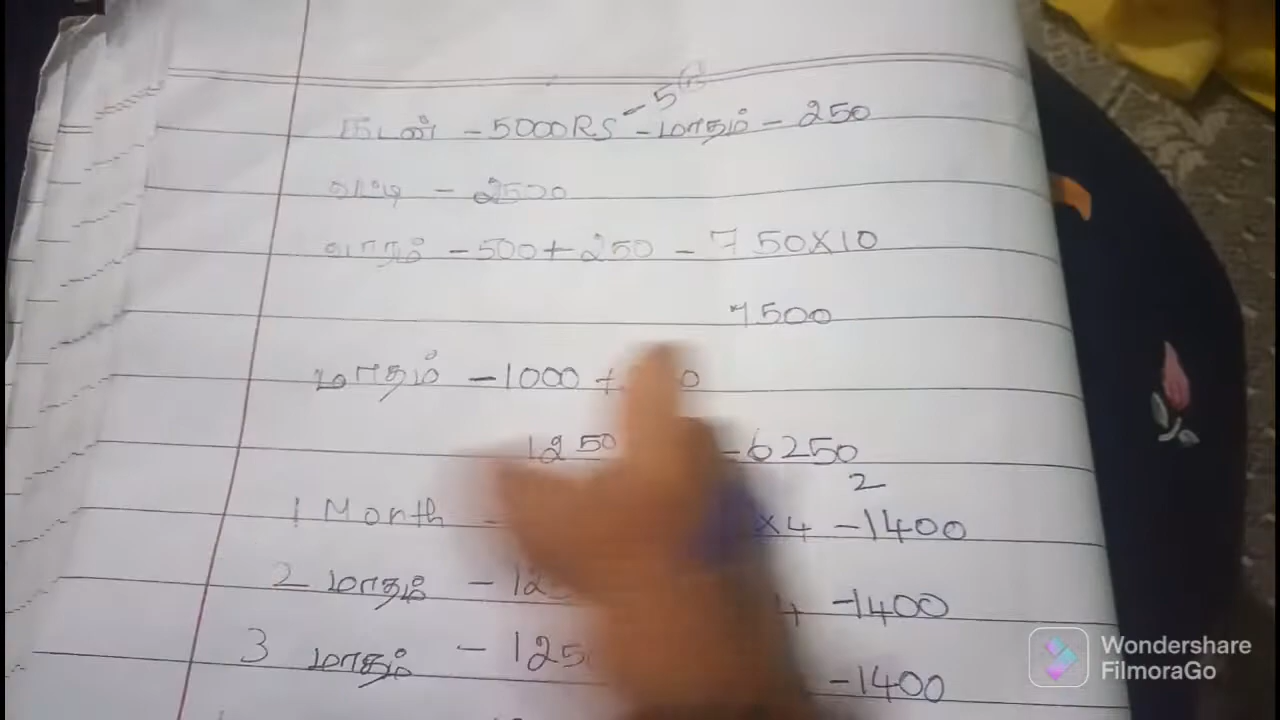 கடன் - 5000RS - 5 - மாதம் - 250
வட்டி - 2500
வாரம் - 500 + 250 - 750X10
7500
மாதம் - 1000 +
1250 - 6250
2
1 Month - x4 - 1400
2 மாதம் - - 1400
3 மாதம் - 125 - 1400
Wondershare
FilmoraGo